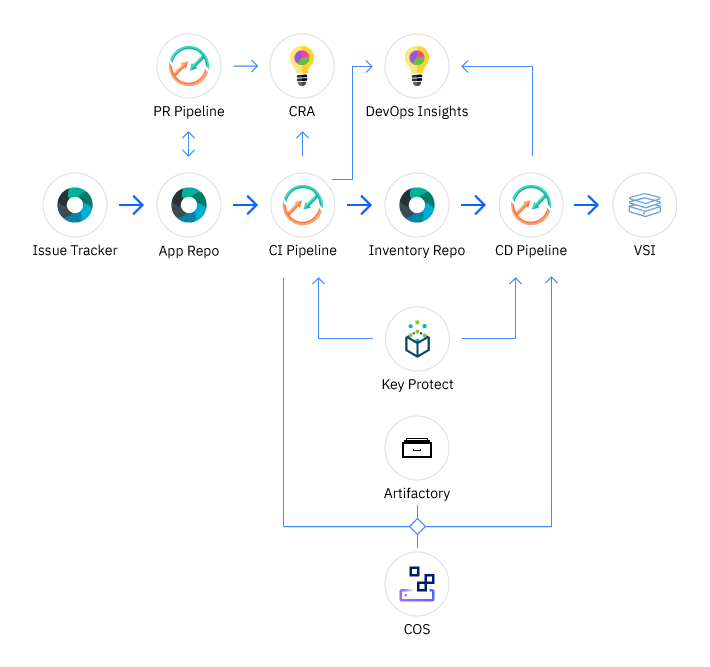 PR Pipeline
CRA
DevOps Insights
Issue Tracker
App Repo
CI Pipeline
Inventory Repo
CD Pipeline
VSI
Key Protect
Artifactory
COS